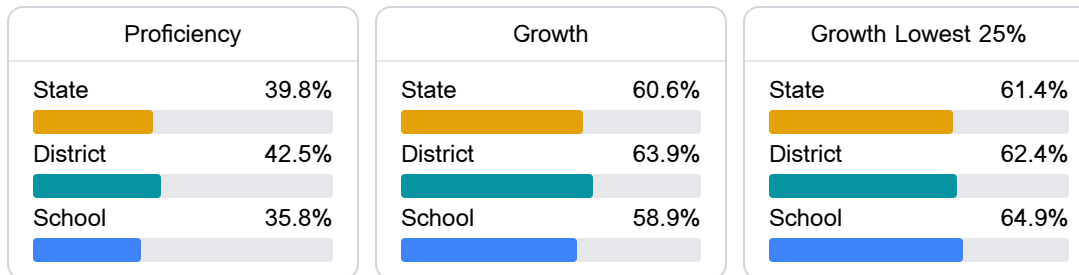 Proficiency
State 39.8%
District 42.5%
School 35.8%
Growth
State 60.6%
District 63.9%
School 58.9%
Growth Lowest 25%
State 61.4%
District 62.4%
School 64.9%